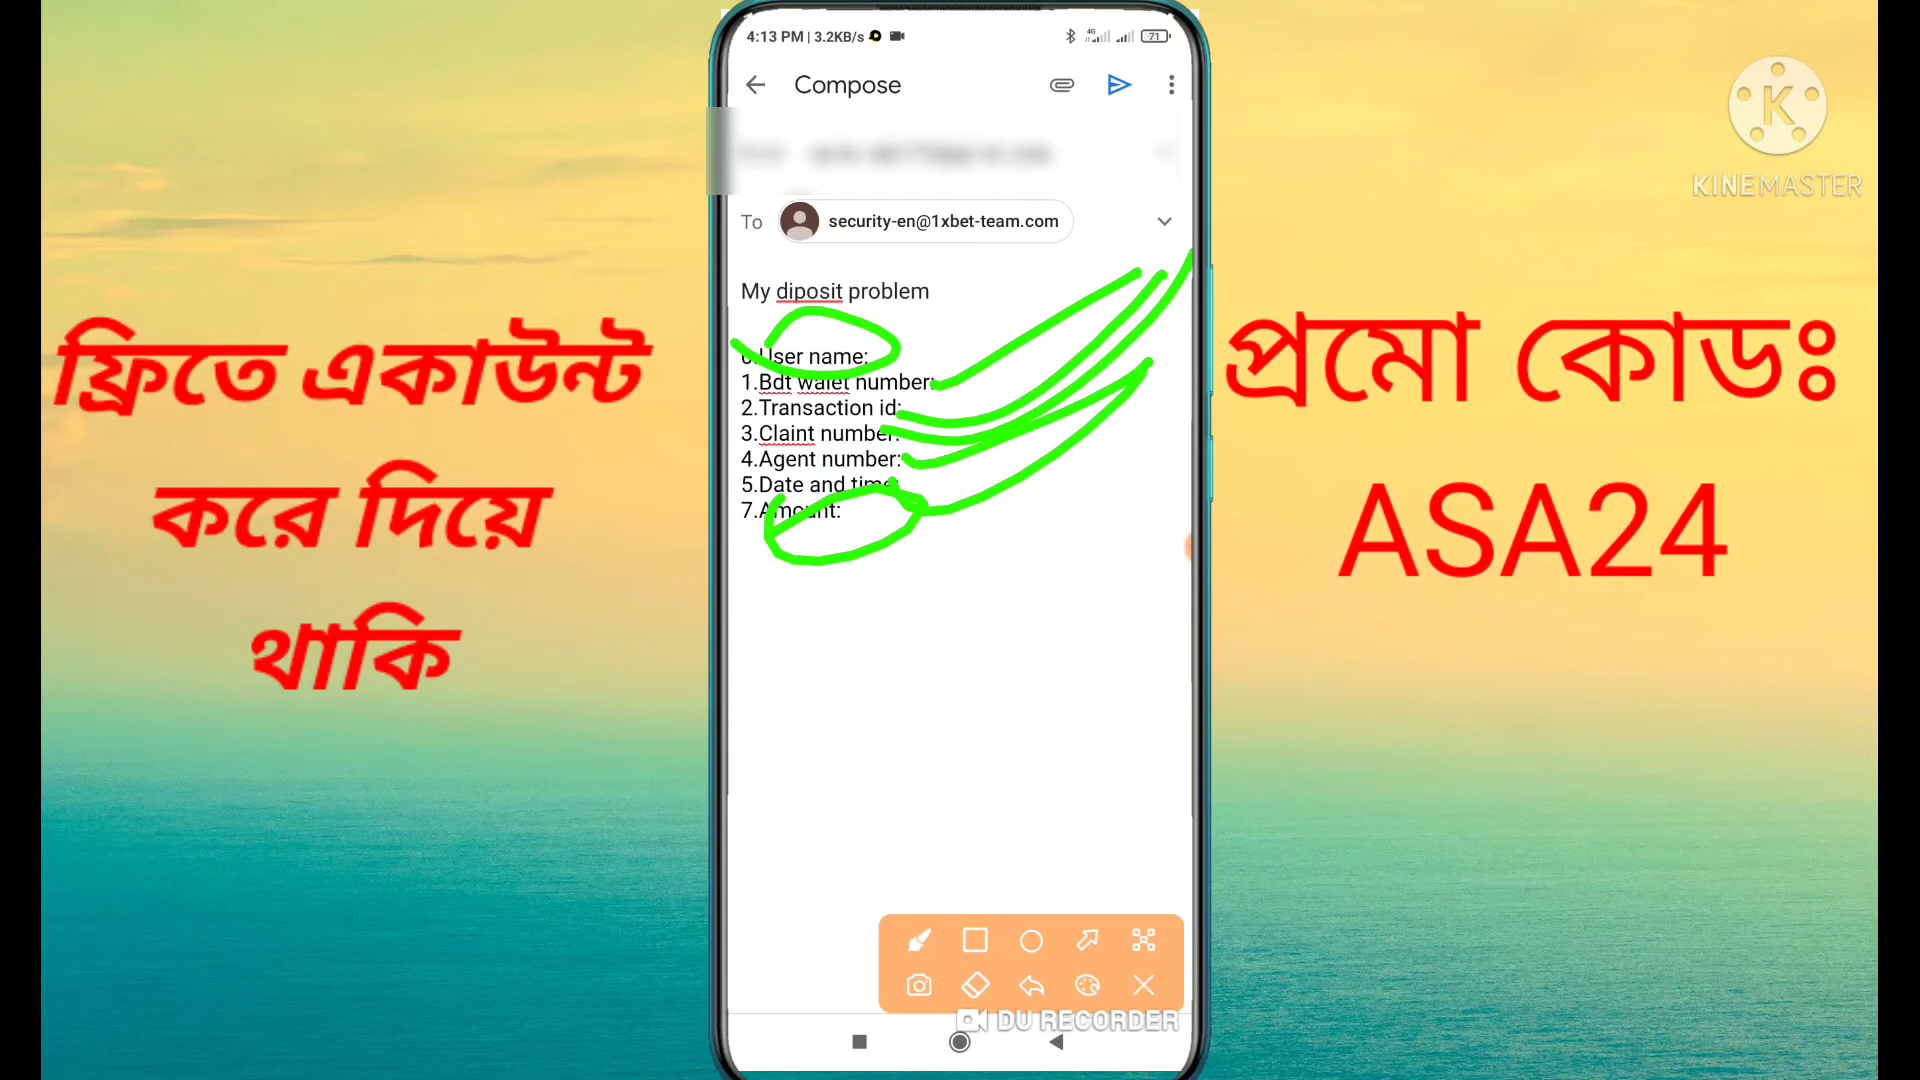 4:13 PM | 3.2KB/s
4G
71
Compose
KINEMASTER
To security-en@1xbet-team.com
My diposit problem
User name:
1.Bdt walet number:
2.Transaction id:
3.Claint number:
4.Agent number:
5.Date and time:
7.Amount:
ফ্রিতে একাউন্ট
করে দিয়ে
থাকি
প্রমো কোডঃ
ASA24
DU RECORDER